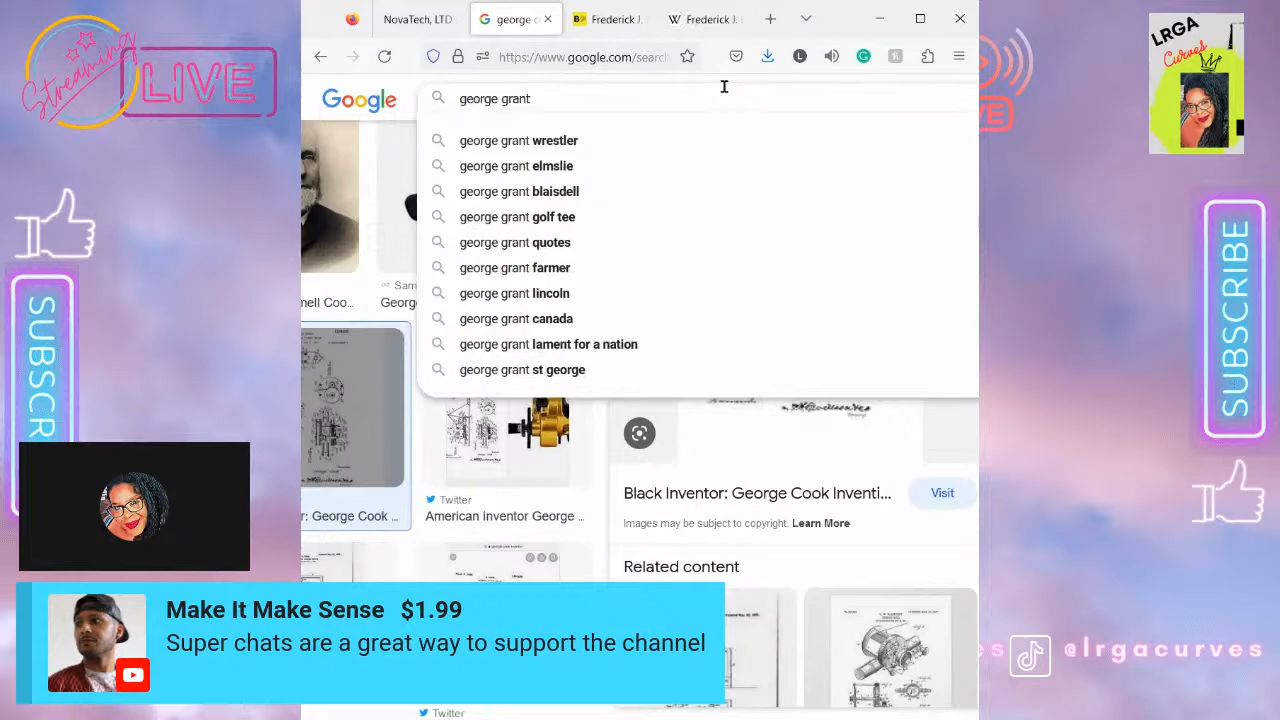 Streaming
LIVE
NovaTech, LTD
george c
Frederick J.
Frederick J.
https://www.google.com/search
Google
george grant
george grant wrestler
george grant elmslie
george grant blaisdell
george grant golf tee
george grant quotes
george grant farmer
george grant lincoln
george grant canada
george grant lament for a nation
george grant st george
nell Coo...
Sam
Georg
r: George Cook ...
Twitter
American inventor George ...
Black Inventor: George Cook Inventi...
Visit
Images may be subject to copyright. Learn More
Related content
Twitter
LRGA
Curves
SUBSCR
SUBSCRIBE
Make It Make Sense $1.99
Super chats are a great way to support the channel
es
@lrgacurves